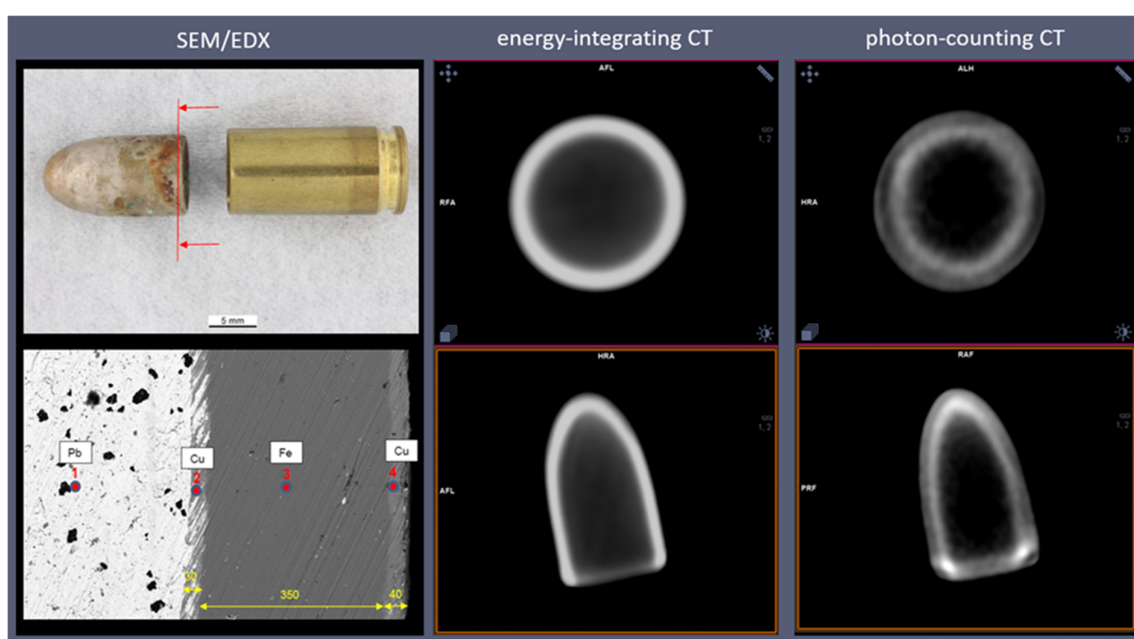 SEM/EDX
energy-integrating CT
photon-counting CT
5 mm
AFL
RFA
1, 2
ALH
HRA
1, 2
Pb
1
Cu
2
Fe
3
Cu
4
30
350
40
HRA
AFL
1, 2
RAF
PRF
1, 2